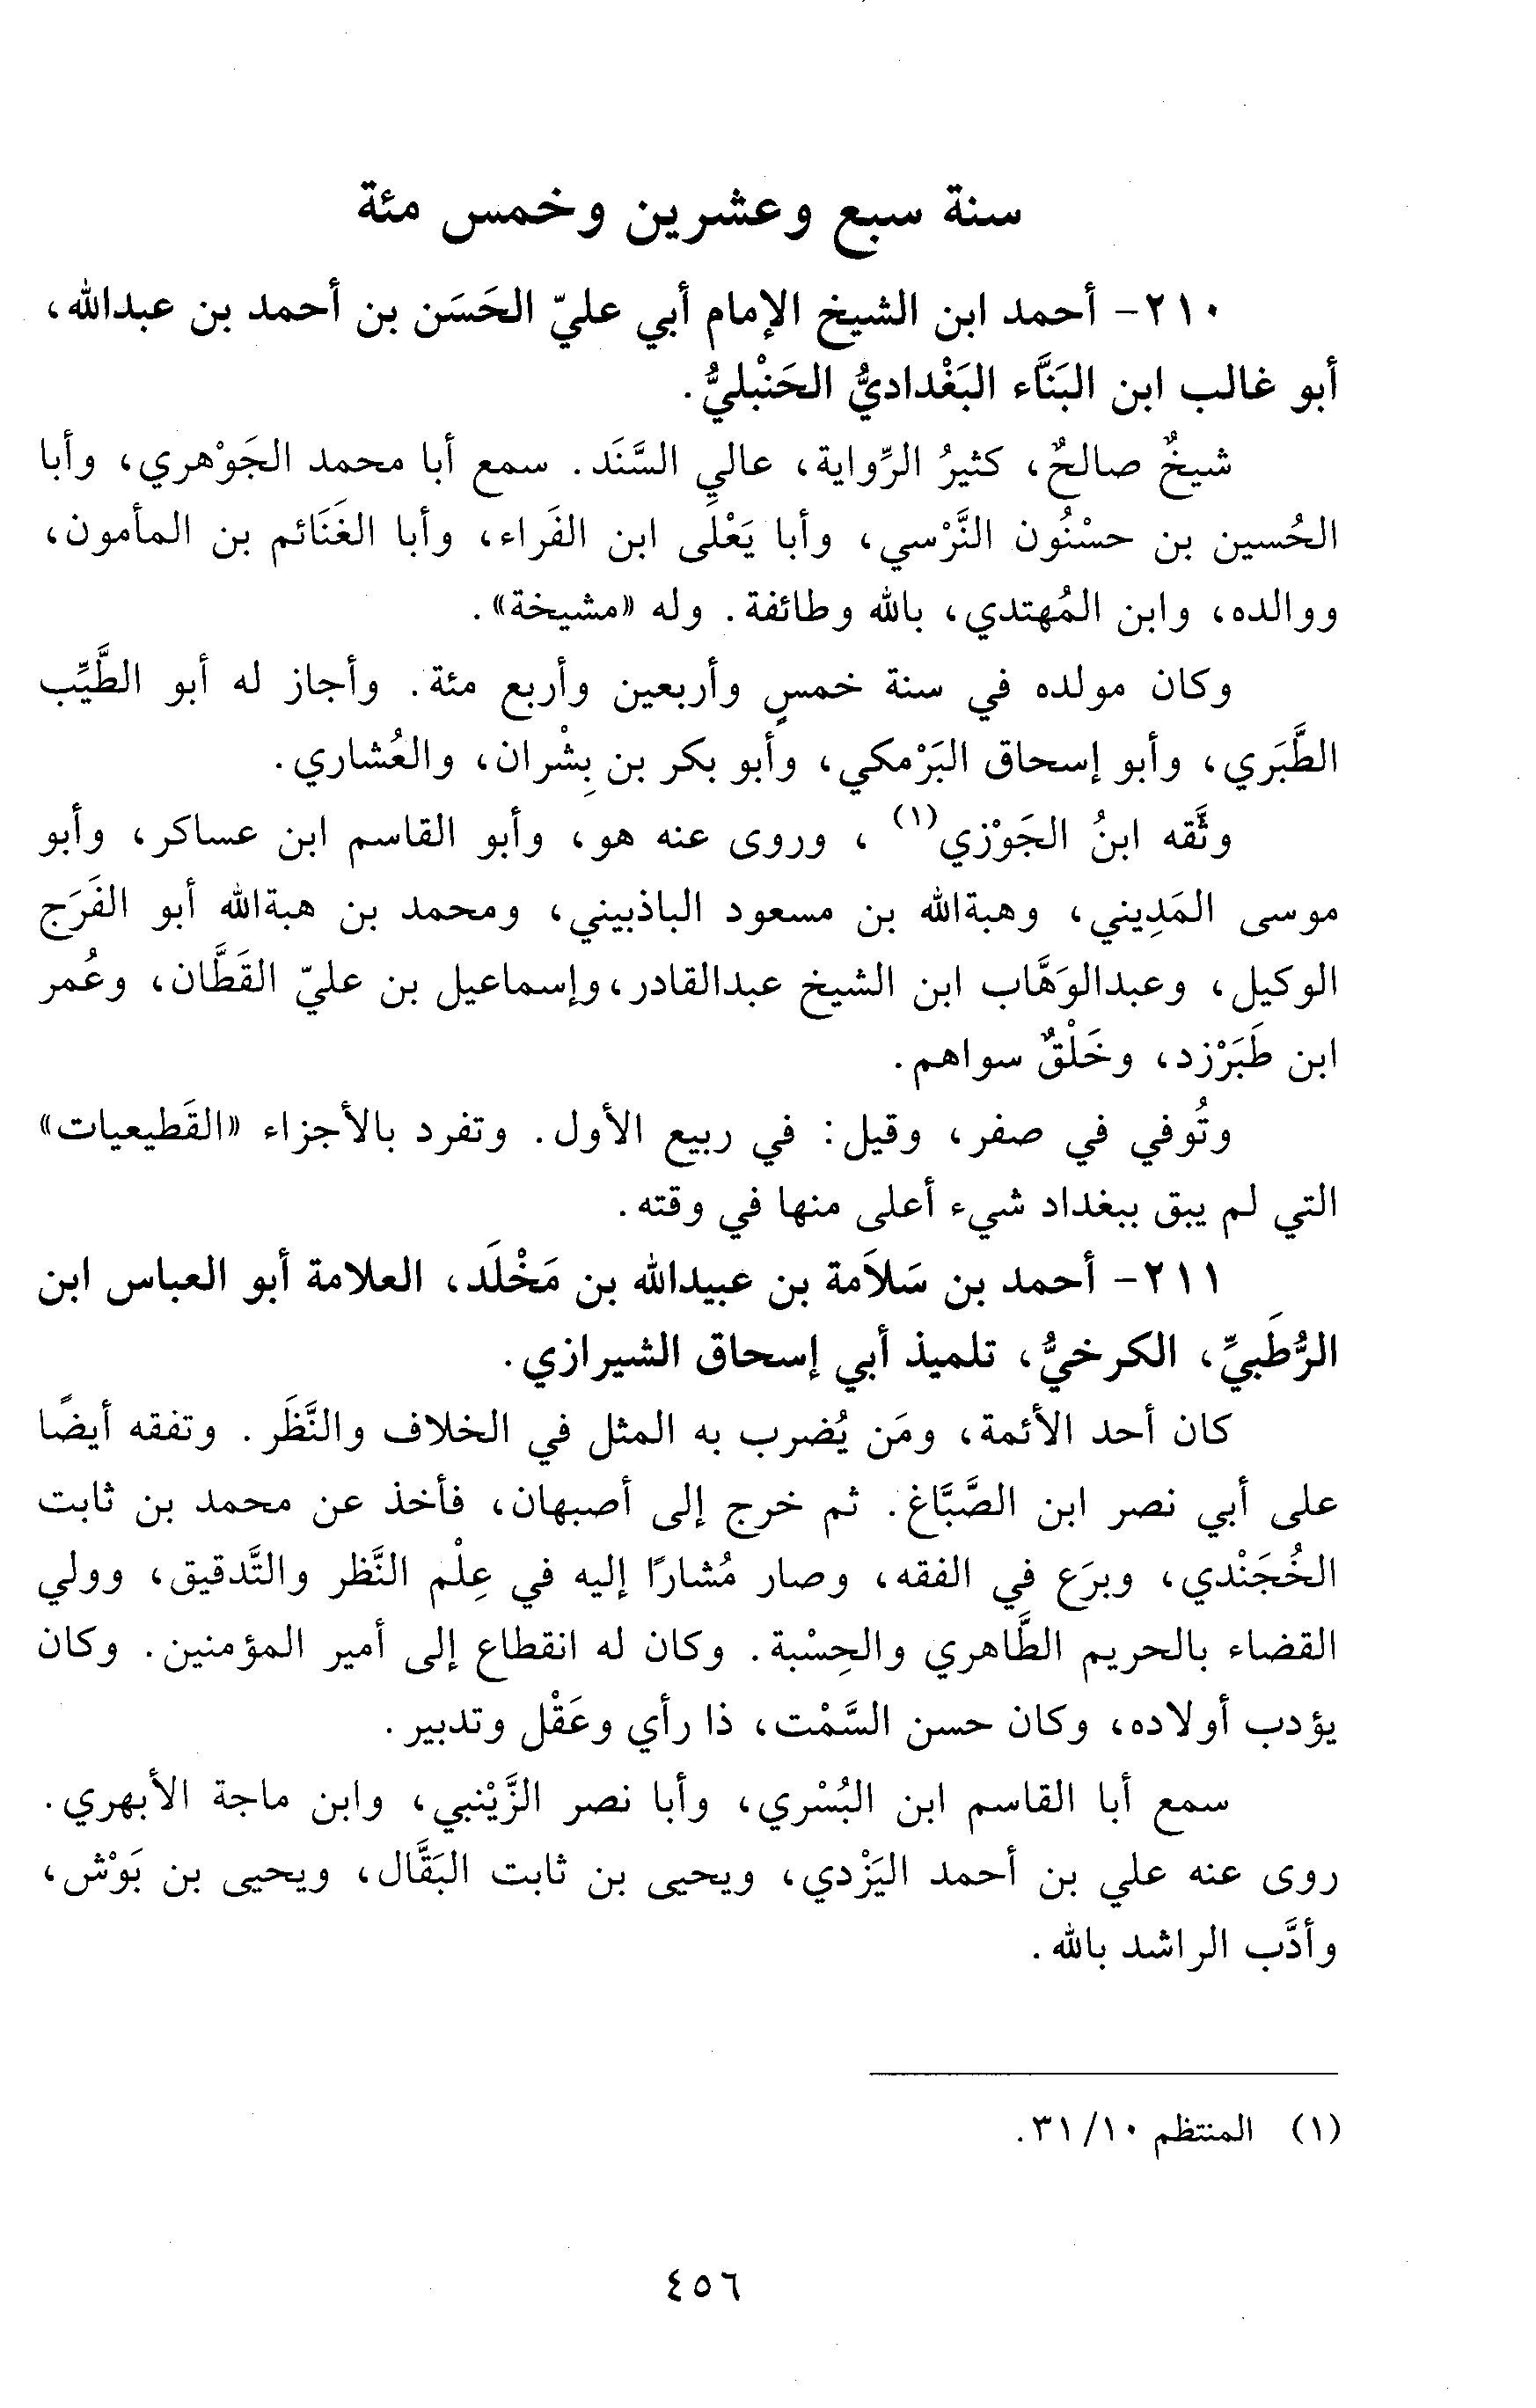 سنة سبع وعشرين وخمس مئة
٢١٠- أحمد ابن الشيخ الإمام أبي عليّ الحَسَن بن أحمد بن عبدالله،
أبو غالب ابن البَنَّاء البَغْداديُّ الحَنْبليُّ.
شيخٌ صالحٌ، كثيرُ الرِّواية، عالي السَّنَد. سمع أبا محمد الجَوْهري، وأبا
الحُسين بن حسْنُون النَّرْسي، وأبا يَعْلَى ابن الفَراء، وأبا الغَنَائم بن المأمون،
ووالده، وابن المُهتدي، بالله وطائفة. وله «مشيخة».
وكان مولده في سنة خمسٍ وأربعين وأربع مئة. وأجاز له أبو الطَّيِّب
الطَّبَري، وأبو إسحاق البَرْمكي، وأبو بكر بن بِشْران، والعُشاري.
وثَّقه ابنُ الجَوْزي(١)، وروى عنه هو، وأبو القاسم ابن عساكر، وأبو
موسى المَدِيني، وهبةالله بن مسعود الباذبيني، ومحمد بن هبةالله أبو الفَرَج
الوكيل، وعبدالوَهَّاب ابن الشيخ عبدالقادر، وإسماعيل بن عليّ القَطَّان، وعُمر
ابن طَبَرْزد، وخَلْقٌ سواهم.
وتُوفي في صفر، وقيل: في ربيع الأول. وتفرد بالأجزاء «القَطيعيات»
التي لم يبق ببغداد شيء أعلى منها في وقته.
٢١١- أحمد بن سَلاَمة بن عبيدالله بن مَخْلَد، العلامة أبو العباس ابن
الرُّطَبيِّ، الكرخيُّ، تلميذ أبي إسحاق الشيرازي.
كان أحد الأئمة، ومَن يُضرب به المثل في الخلاف والنَّظَر. وتفقه أيضًا
على أبي نصر ابن الصَّبَّاغ. ثم خرج إلى أصبهان، فأخذ عن محمد بن ثابت
الخُجَنْدي، وبرَع في الفقه، وصار مُشارًا إليه في عِلْم النَّظر والتَّدقيق، وولي
القضاء بالحريم الطَّاهري والحِسْبة. وكان له انقطاع إلى أمير المؤمنين. وكان
يؤدب أولاده، وكان حسن السَّمْت، ذا رأي وعَقْل وتدبير.
سمع أبا القاسم ابن البُسْري، وأبا نصر الزَّيْنبي، وابن ماجة الأبهري.
روى عنه علي بن أحمد اليَزْدي، ويحيى بن ثابت البَقَّال، ويحيى بن بَوْش،
وأدَّب الراشد بالله.
(١) المنتظم ١٠/ ٣١.
٤٥٦